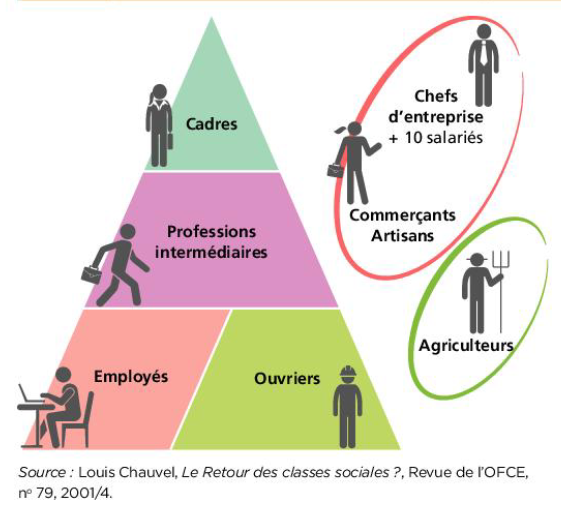 Cadres
Professions
intermédiaires
Employés
Ouvriers
Chefs
d'entreprise
+ 10 salariés
Commerçants
Artisans
Agriculteurs
Source : Louis Chauvel, Le Retour des classes sociales ?, Revue de l'OFCE,
nº 79, 2001/4.